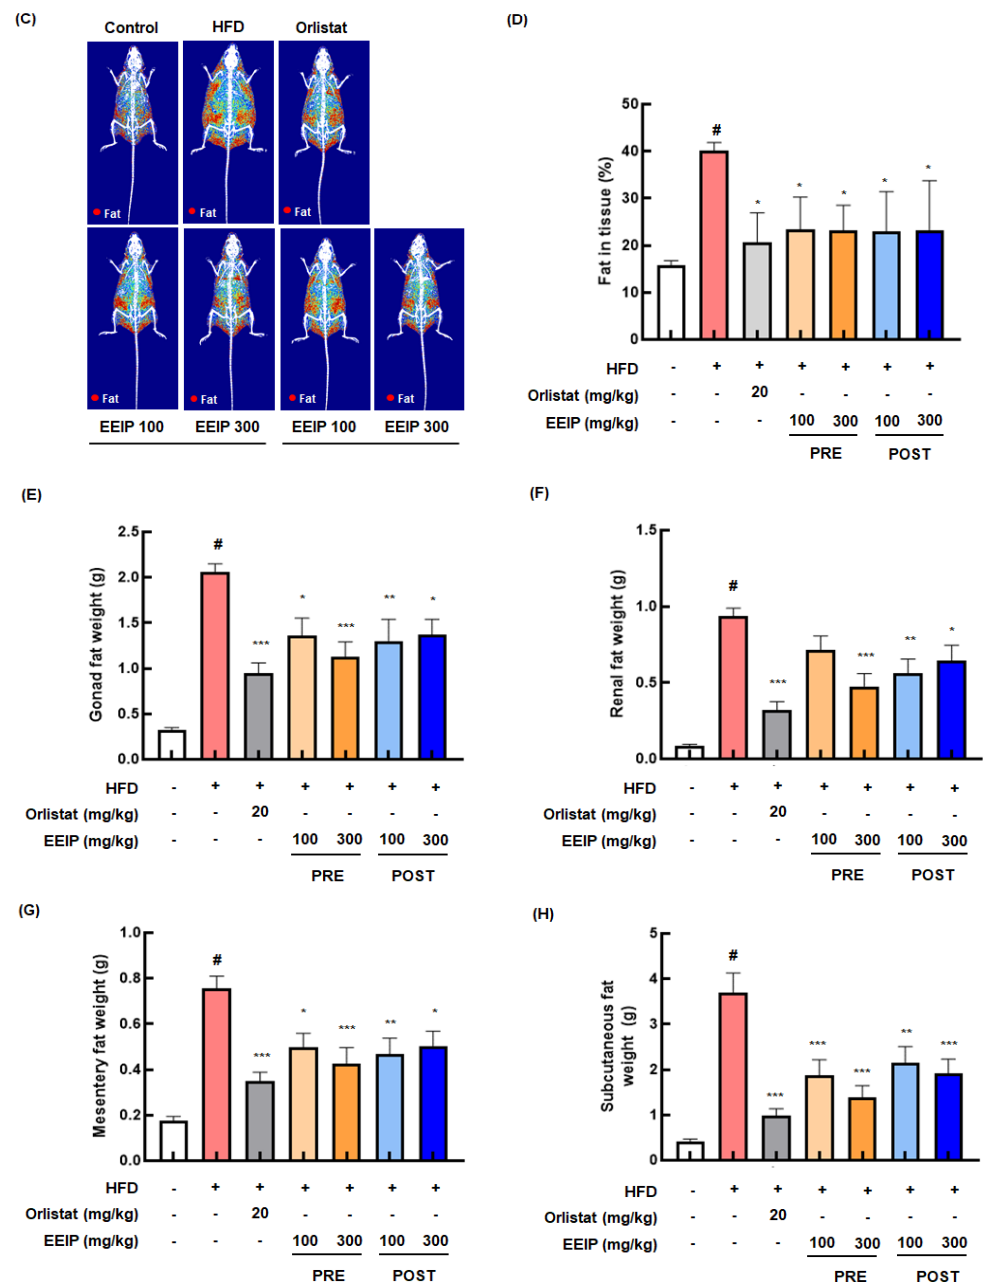 (C)
Control HFD Orlistat
Fat Fat Fat
Fat Fat Fat Fat
EEIP 100 EEIP 300 EEIP 100 EEIP 300
(D)
Fat in tissue (%)
50
40
30
20
10
0
# * * * * *
HFD - + + + + + +
Orlistat (mg/kg) - - 20 - - - -
EEIP (mg/kg) - - - 100 300 100 300
PRE POST
(E)
Gonad fat weight (g)
2.5
2.0
1.5
1.0
0.5
0.0
# *** * *** ** *
HFD - + + + + + +
Orlistat (mg/kg) - - 20 - - - -
EEIP (mg/kg) - - - 100 300 100 300
PRE POST
(F)
Renal fat weight (g)
1.5
1.0
0.5
0.0
# *** *** ** *
HFD - + + + + + +
Orlistat (mg/kg) - - 20 - - - -
EEIP (mg/kg) - - - 100 300 100 300
PRE POST
(G)
Mesentery fat weight (g)
1.0
0.8
0.6
0.4
0.2
0.0
# *** * *** ** *
HFD - + + + + + +
Orlistat (mg/kg) - - 20 - - - -
EEIP (mg/kg) - - - 100 300 100 300
PRE POST
(H)
Subcutaneous fat
weight (g)
5
4
3
2
1
0
# *** *** *** ** ***
HFD - + + + + + +
Orlistat (mg/kg) - - 20 - - - -
EEIP (mg/kg) - - - 100 300 100 300
PRE POST